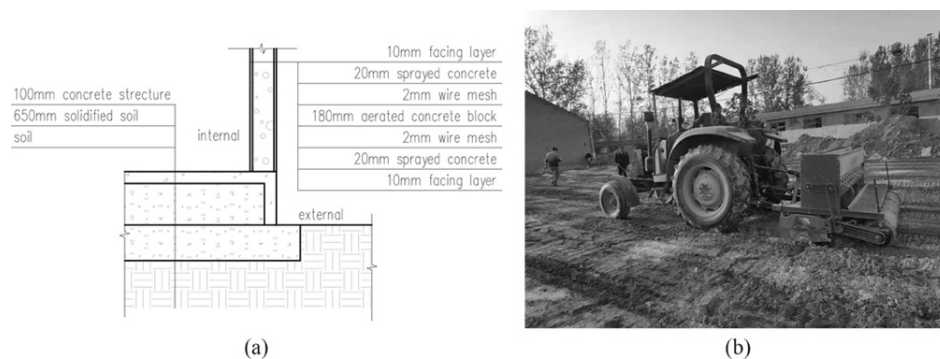 100mm concrete strecture
650mm solidified soil
soil
internal
external
10mm facing layer
20mm sprayed concrete
2mm wire mesh
180mm aerated concrete block
2mm wire mesh
20mm sprayed concrete
10mm facing layer
(a)
(b)